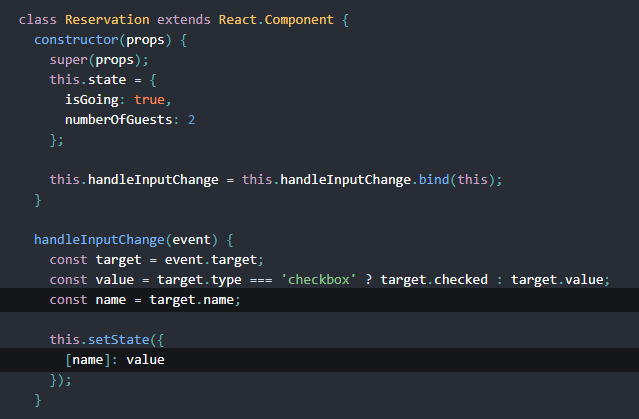 class Reservation extends React.Component {
constructor(props) {
super(props);
this.state = {
isGoing: true,
numberOfGuests: 2
};
this.handleInputChange = this.handleInputChange.bind(this);
}
handleInputChange(event) {
const target = event.target;
const value = target.type === 'checkbox' ? target.checked : target.value;
const name = target.name;
this.setState({
[name]: value
});
}